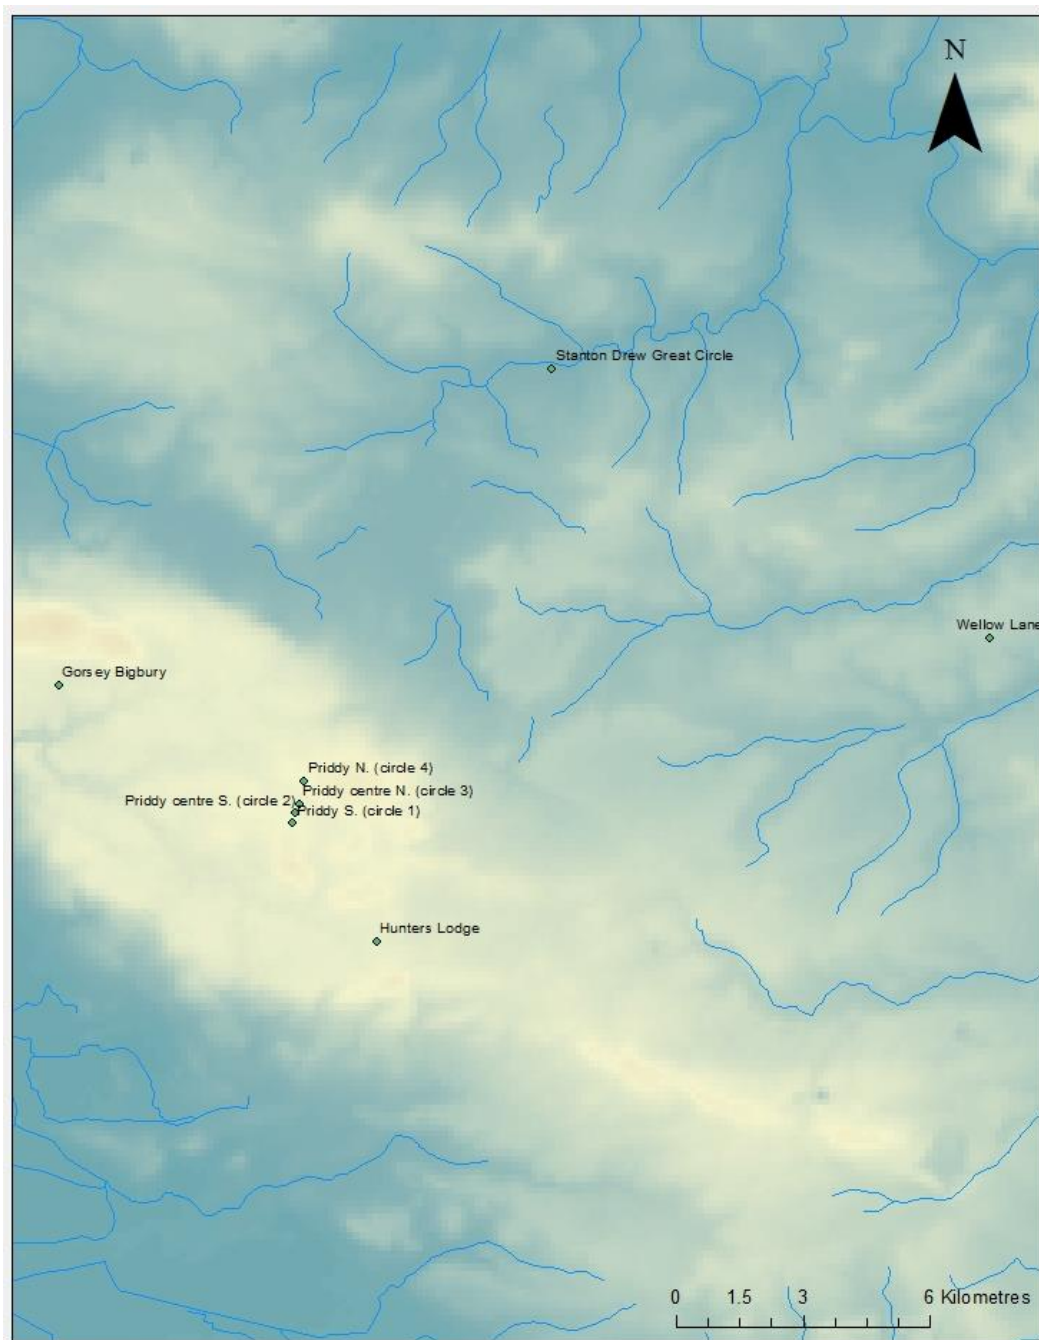 N
Stanton Drew Great Circle
Wellow Lane
Gorsey Bigbury
Priddy N. (circle 4)
Priddy centre N. (circle 3)
Priddy centre S. (circle 2)
Priddy S. (circle 1)
Hunters Lodge
0 1.5 3 6 Kilometres